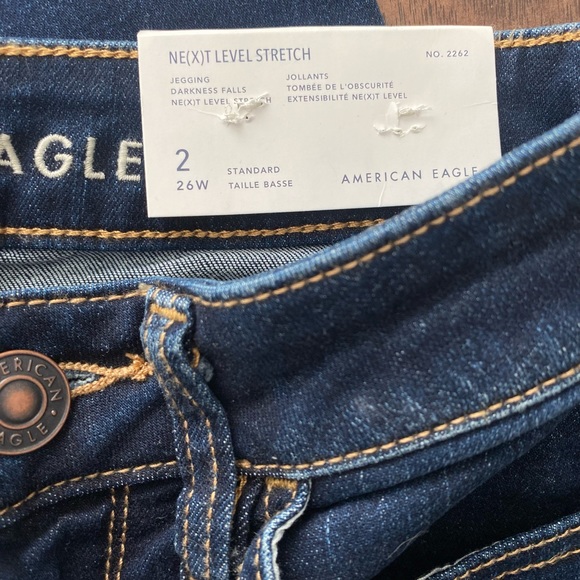 NE(X)T LEVEL STRETCH
NO. 2262
JEGGING
DARKNESS FALLS
NE(X)T LEVEL STRETCH
JOLLANTS
TOMBÉE DE L'OBSCURITÉ
EXTENSIBILITÉ NE(X)T LEVEL
2
26W
STANDARD
TAILLE BASSE
AMERICAN EAGLE
AGLE
AMERICAN
EAGLE